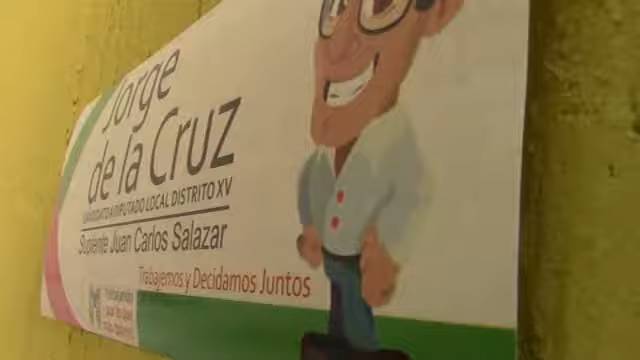 Jorge
de la Cruz
CANDIDATO A DIPUTADO LOCAL DISTRITO XV
Suplente Juan Carlos Salazar
Trabajemos y Decidamos Juntos